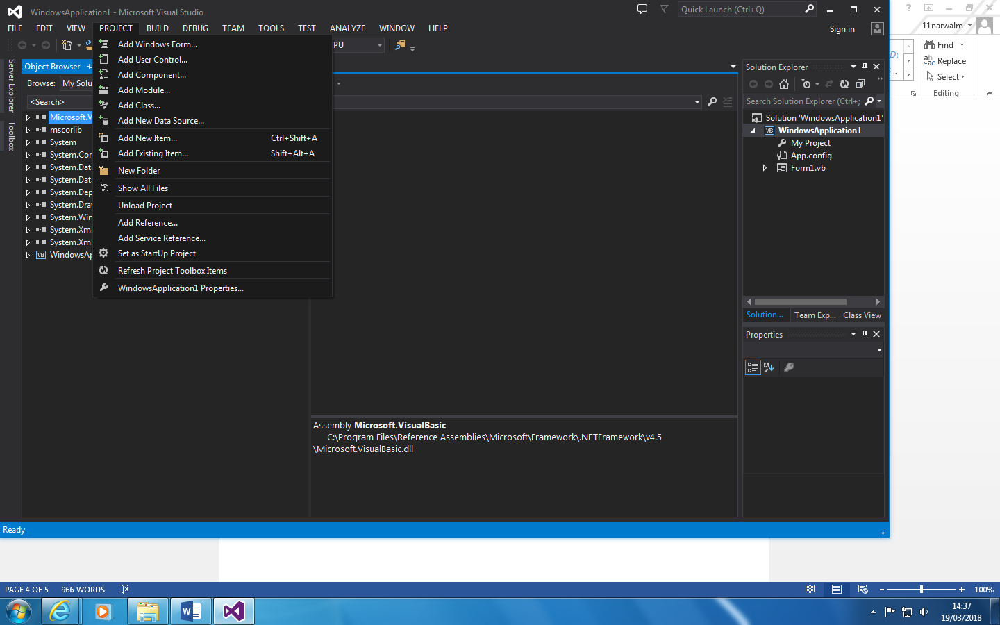 WindowsApplication1 - Microsoft Visual Studio
Quick Launch (Ctrl+Q)
FILE EDIT VIEW PROJECT BUILD DEBUG TEAM TOOLS TEST ANALYZE WINDOW HELP
Sign in
11narwalm
PU
Find
Replace
Select
Editing
Server Explorer
Toolbox
Object Browser
Browse: My Solu
<Search>
Microsoft.V
mscorlib
System
System.Cor
System.Data
System.Data
System.Dep
System.Drav
System.Win
System.Xml
System.Xml
WindowsAp
Add Windows Form...
Add User Control...
Add Component...
Add Module...
Add Class...
Add New Data Source...
Add New Item... Ctrl+Shift+A
Add Existing Item... Shift+Alt+A
New Folder
Show All Files
Unload Project
Add Reference...
Add Service Reference...
Set as StartUp Project
Refresh Project Toolbox Items
WindowsApplication1 Properties...
Assembly Microsoft.VisualBasic
C:\Program Files\Reference Assemblies\Microsoft\Framework\.NETFramework\v4.5
\Microsoft.VisualBasic.dll
Solution Explorer
Search Solution Explorer (Ctrl+;
Solution 'WindowsApplication1'
VB WindowsApplication1
My Project
App.config
Form1.vb
Solution... Team Exp... Class View
Properties
Ready
PAGE 4 OF 5 966 WORDS
100%
14:37
19/03/2018